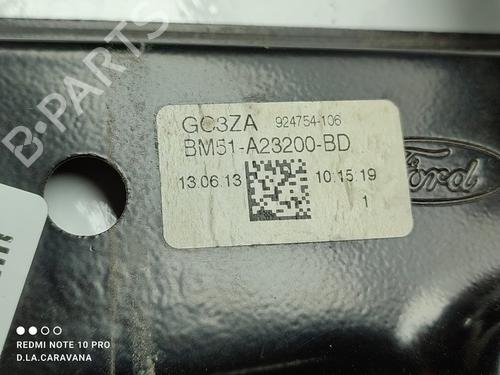 B-PARTS
GC3ZA 924754-106
BM51-A23200-BD
13.06.13 10:15:19
1
Ford
REDMI NOTE 10 PRO
D.LA.CARAVANA